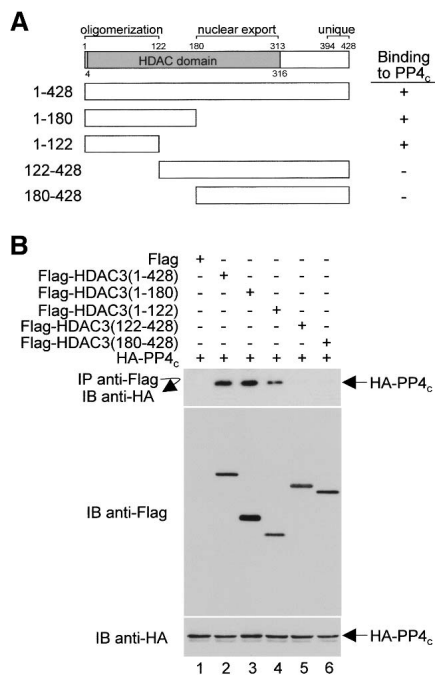 A
oligomerization nuclear export unique
1 122 180 313 394 428
HDAC domain
4 316
Binding
to PP4c
1-428 +
1-180 +
1-122 +
122-428 -
180-428 -
B
Flag + - - - - -
Flag-HDAC3(1-428) - + - - - -
Flag-HDAC3(1-180) - - + - - -
Flag-HDAC3(1-122) - - - + - -
Flag-HDAC3(122-428) - - - - + -
Flag-HDAC3(180-428) - - - - - +
HA-PP4c + + + + + +
IP anti-Flag
IB anti-HA
HA-PP4c
IB anti-Flag
IB anti-HA
HA-PP4c
1 2 3 4 5 6